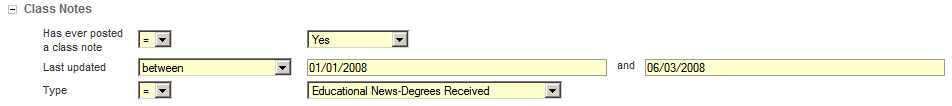 Class Notes
Has ever posted a class note = Yes
Last updated between 01/01/2008 and 06/03/2008
Type = Educational News-Degrees Received